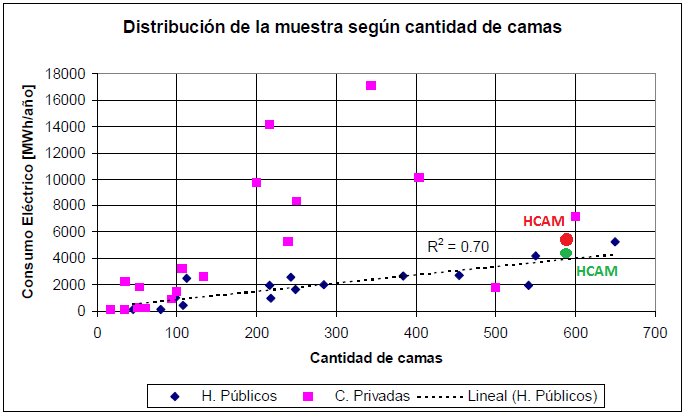 Distribución de la muestra según cantidad de camas
Consumo Eléctrico [MWh/año]
18000
16000
14000
12000
10000
8000
6000
4000
2000
0
HCAM
R² = 0.70
HCAM
0 100 200 300 400 500 600 700
Cantidad de camas
H. Públicos C. Privadas Lineal (H. Públicos)